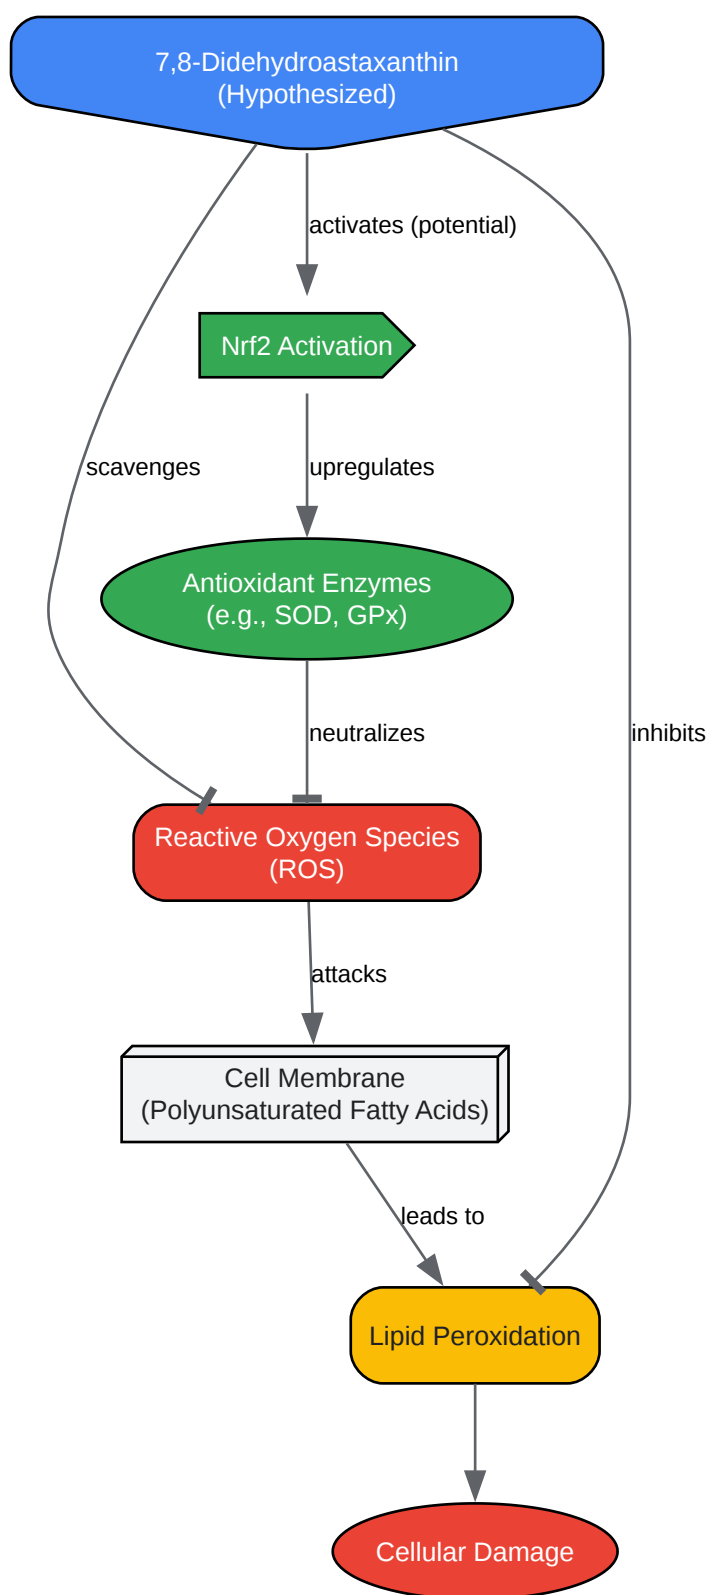 7,8-Didehydroastaxanthin
(Hypothesized)
activates (potential)
Nrf2 Activation
scavenges
upregulates
Antioxidant Enzymes
(e.g., SOD, GPx)
neutralizes
inhibits
Reactive Oxygen Species
(ROS)
attacks
Cell Membrane
(Polyunsaturated Fatty Acids)
leads to
Lipid Peroxidation
Cellular Damage